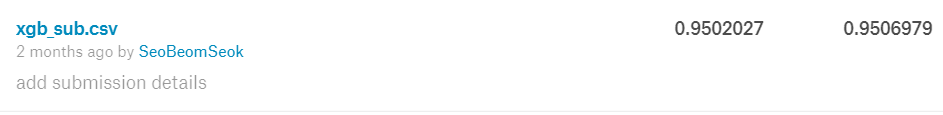 xgb_sub.csv 0.9502027 0.9506979
2 months ago by SeoBeomSeok
add submission details